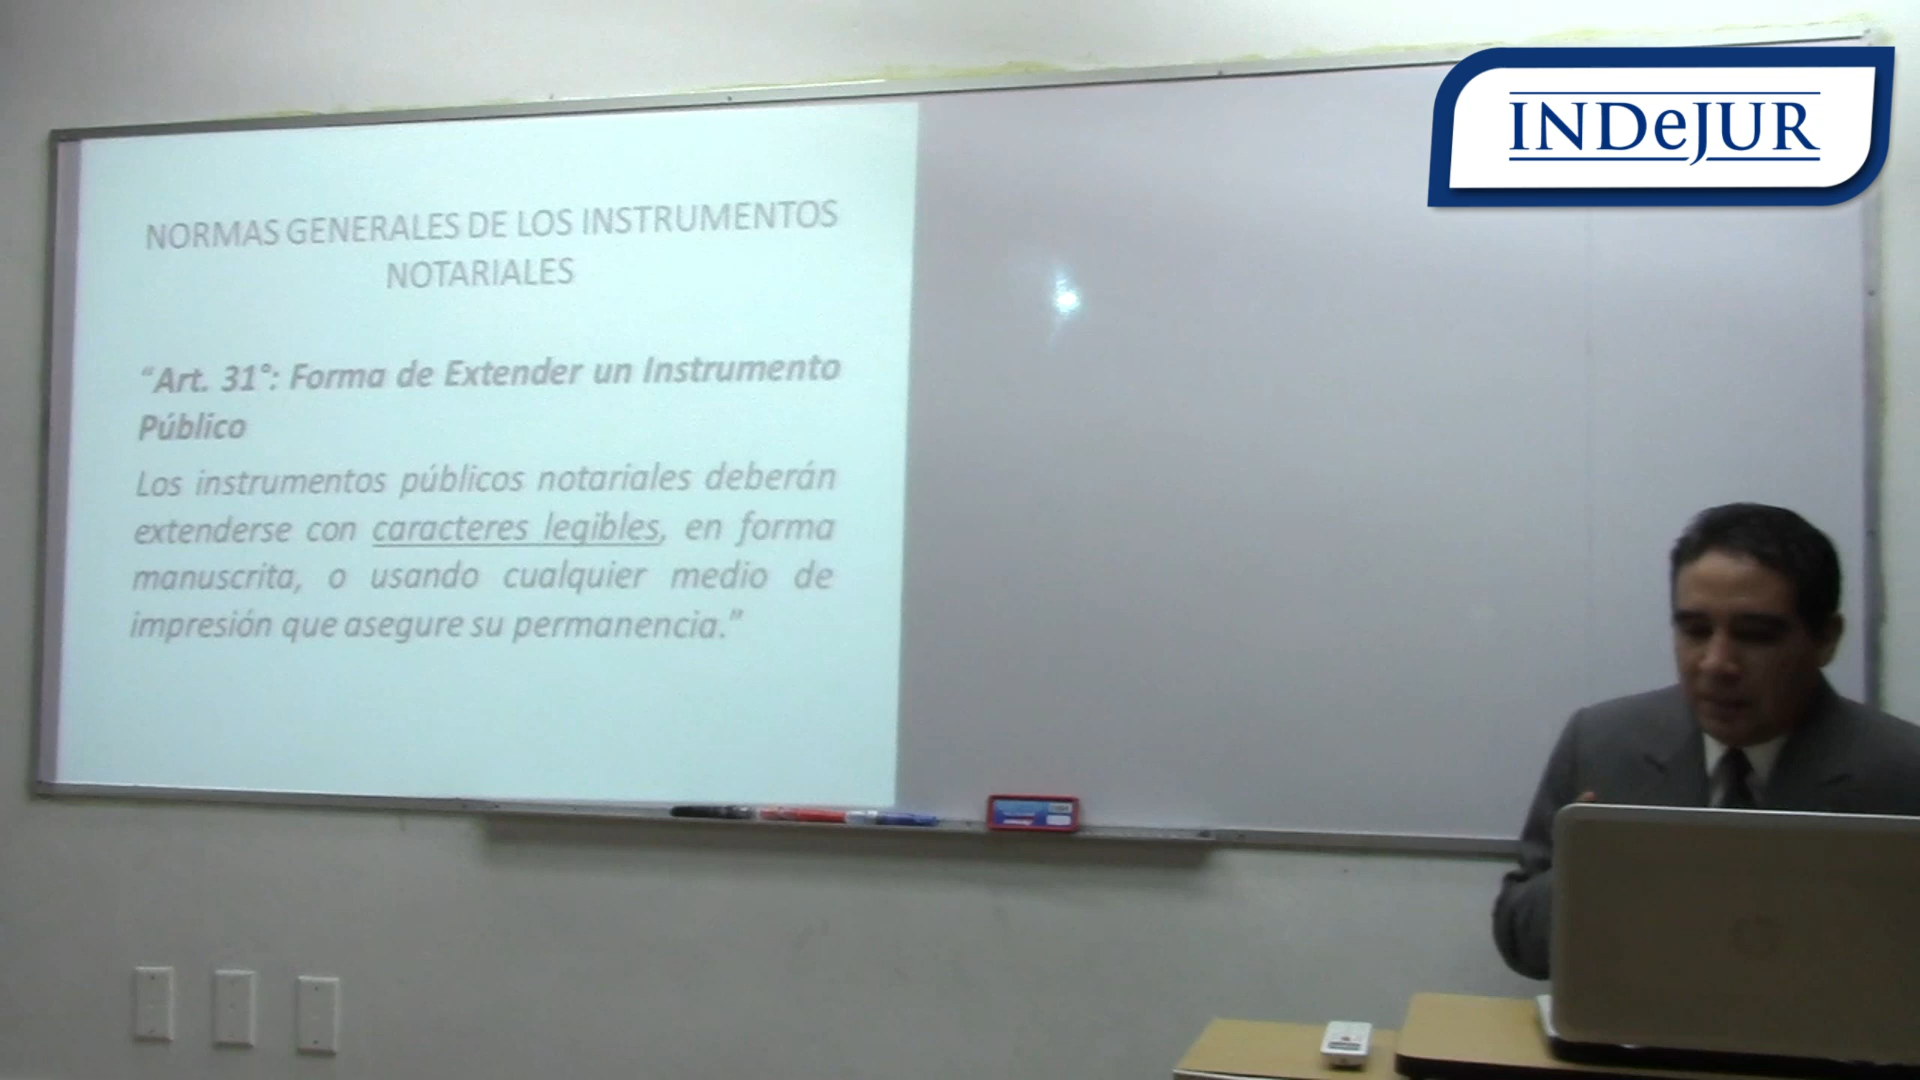 INDeJUR
NORMAS GENERALES DE LOS INSTRUMENTOS
NOTARIALES
“Art. 31°: Forma de Extender un Instrumento
Público
Los instrumentos públicos notariales deberán
extenderse con caracteres legibles, en forma
manuscrita, o usando cualquier medio de
impresión que asegure su permanencia.”